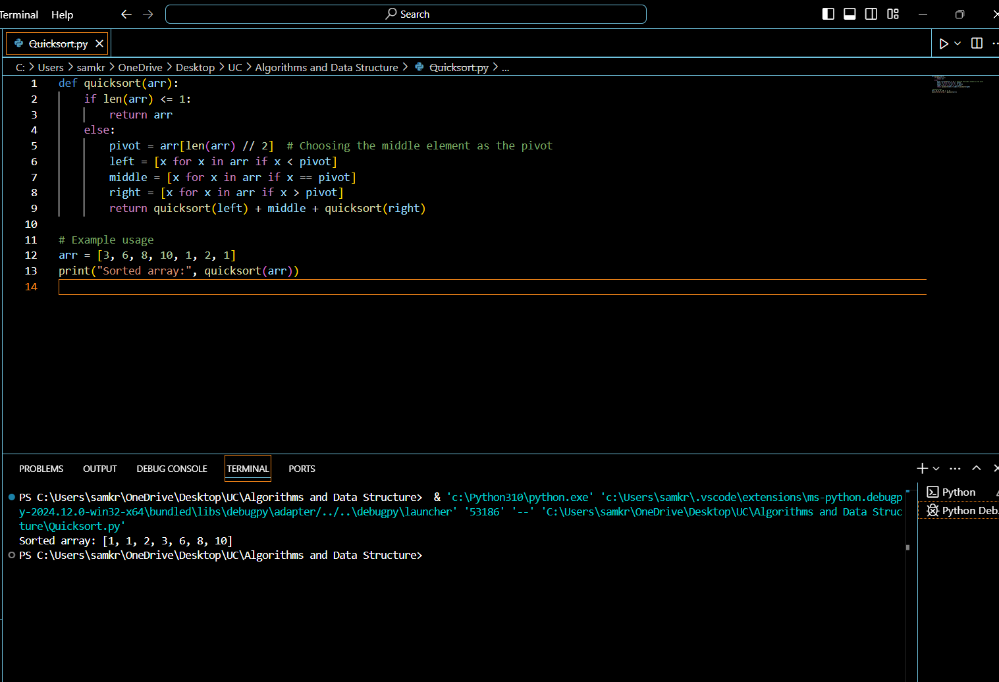 Terminal Help Search
Quicksort.py
C: > Users > samkr > OneDrive > Desktop > UC > Algorithms and Data Structure > Quicksort.py > ...
1 def quicksort(arr):
2     if len(arr) <= 1:
3         return arr
4     else:
5         pivot = arr[len(arr) // 2]  # Choosing the middle element as the pivot
6         left = [x for x in arr if x < pivot]
7         middle = [x for x in arr if x == pivot]
8         right = [x for x in arr if x > pivot]
9         return quicksort(left) + middle + quicksort(right)
10
11 # Example usage
12 arr = [3, 6, 8, 10, 1, 2, 1]
13 print("Sorted array:", quicksort(arr))
14
PROBLEMS OUTPUT DEBUG CONSOLE TERMINAL PORTS
PS C:\Users\samkr\OneDrive\Desktop\UC\Algorithms and Data Structure>  & 'c:\Python310\python.exe' 'c:\Users\samkr\.vscode\extensions\ms-python.debugp
y-2024.12.0-win32-x64\bundled\libs\debugpy\adapter/../..\debugpy\launcher' '53186' '--' 'C:\Users\samkr\OneDrive\Desktop\UC\Algorithms and Data Struc
ture\Quicksort.py'
Sorted array: [1, 1, 2, 3, 6, 8, 10]
PS C:\Users\samkr\OneDrive\Desktop\UC\Algorithms and Data Structure>
Python
Python Deb...